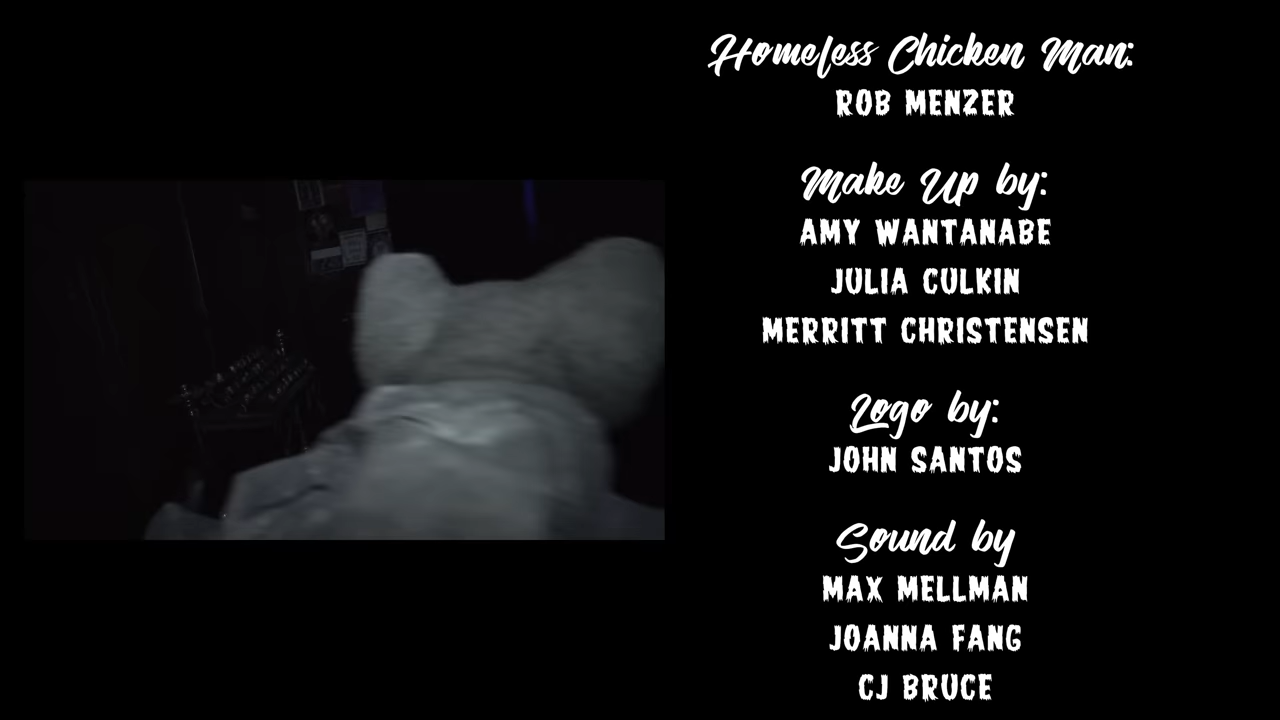 Homeless Chicken Man:
ROB MENZER
Make Up by:
AMY WANTANABE
JULIA CULKIN
MERRITT CHRISTENSEN
Logo by:
JOHN SANTOS
Sound by
MAX MELLMAN
JOANNA FANG
CJ BRUCE